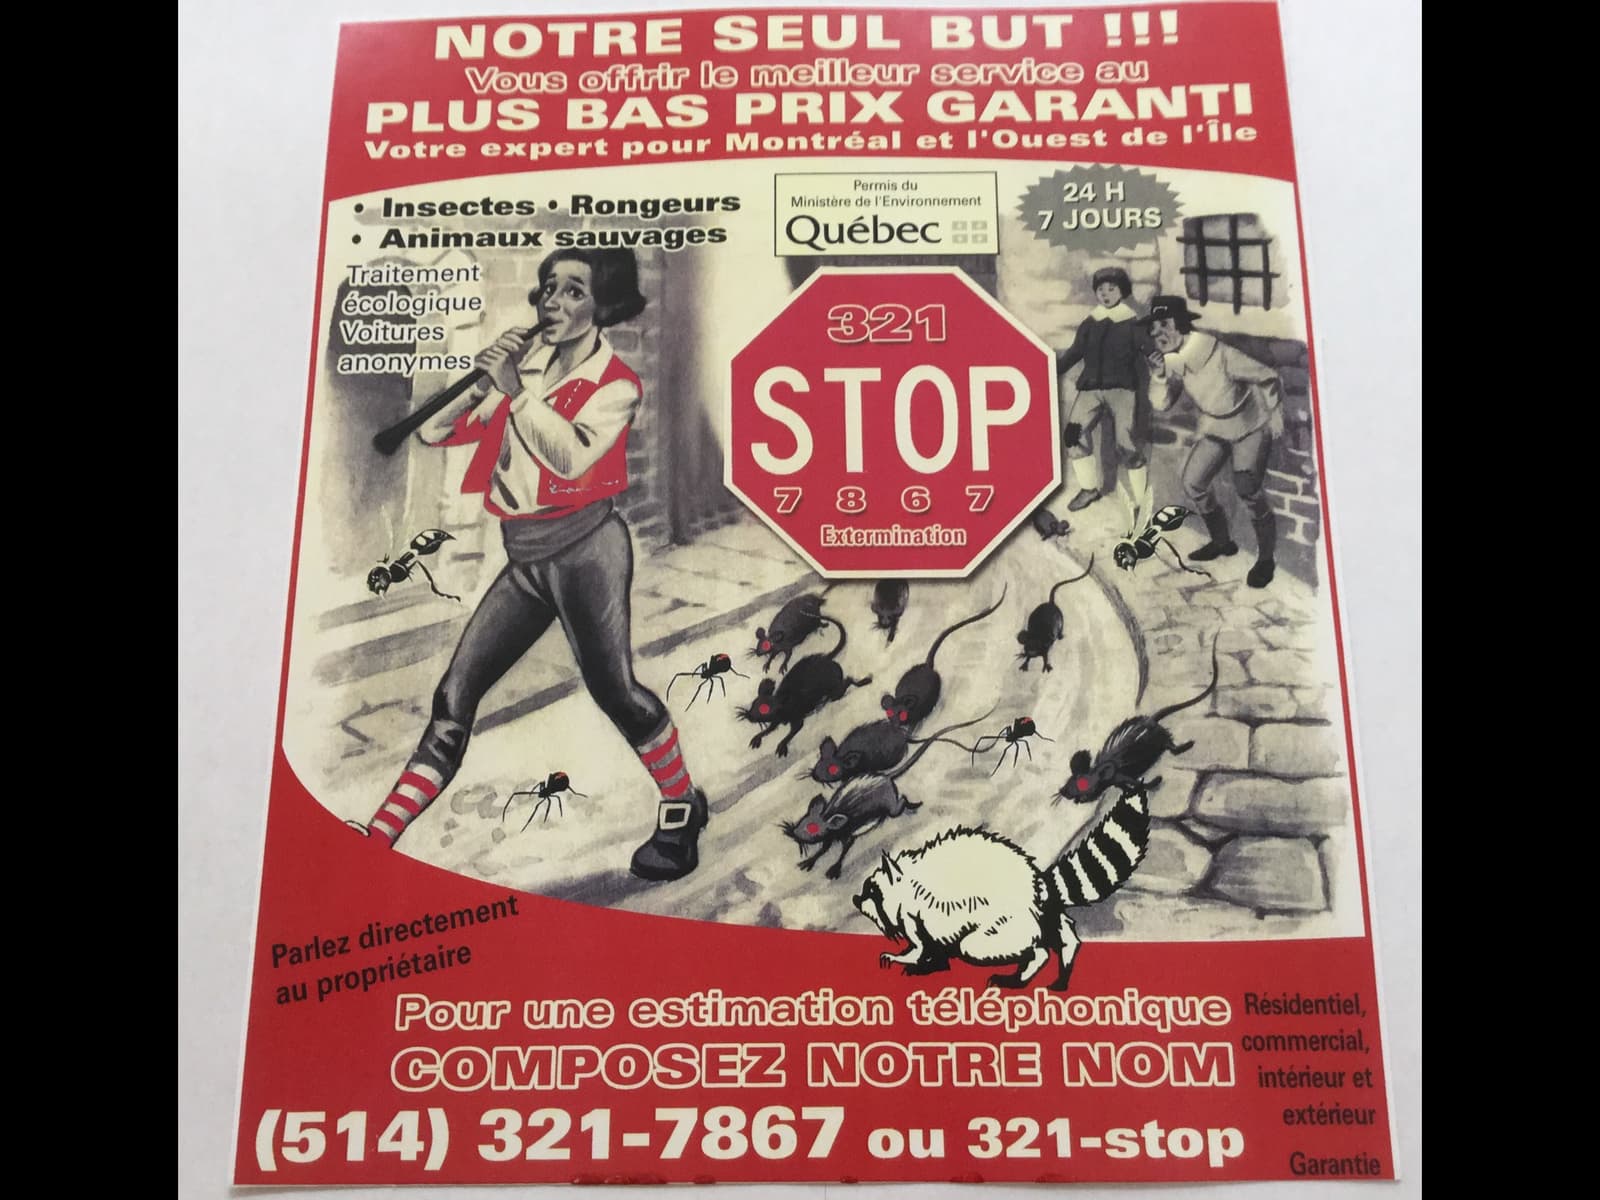 NOTRE SEUL BUT !!!
Vous offrir le meilleur service au
PLUS BAS PRIX GARANTI
Votre expert pour Montréal et l'Ouest de l'Île
• Insectes • Rongeurs
• Animaux sauvages
Traitement
écologique
Voitures
anonymes
Permis du
Ministère de l'Environnement
Québec
24 H
7 JOURS
321
STOP
7 8 6 7
Extermination
Parlez directement
au propriétaire
Pour une estimation téléphonique
COMPOSEZ NOTRE NOM
(514) 321-7867 ou 321-stop
Résidentiel,
commercial,
intérieur et
extérieur
Garantie